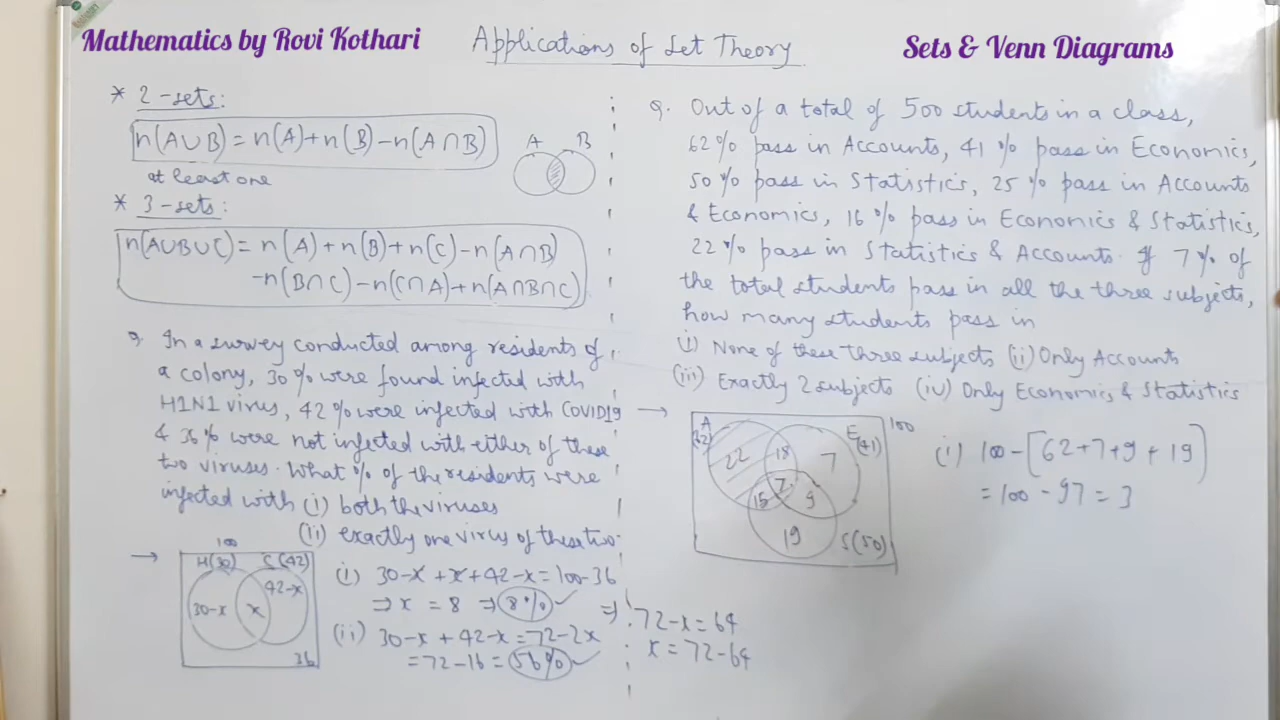 Mathematics by Rovi Kothari
Applications of Set Theory
Sets & Venn Diagrams
* 2-sets:
n(A∪B) = n(A)+n(B)-n(A∩B)
at least one
A B
* 3-sets:
n(A∪B∪C) = n(A)+n(B)+n(C)-n(A∩B)
-n(B∩C)-n(C∩A)+n(A∩B∩C)
Q. In a survey conducted among residents of
a colony, 30% were found infected with
H1N1 virus, 42% were infected with COVID19
& 36% were not infected with either of these
two viruses. What % of the residents were
infected with (i) both the viruses
(ii) exactly one virus of these two.
→ 100
H(30) C(42)
30-x x 42-x
36
(i) 30-x+x+42-x=100-36
⇒ x = 8 ⇒ 8% ✓
(ii) 30-x+42-x=72-2x
=72-16=56% ✓
⇒ 72-x=64
x=72-64
Q. Out of a total of 500 students in a class,
62% pass in Accounts, 41% pass in Economics,
50% pass in Statistics, 25% pass in Accounts
& Economics, 16% pass in Economics & Statistics,
22% pass in Statistics & Accounts. If 7% of
the total students pass in all the three subjects,
how many students pass in
(i) None of these three subjects (ii) Only Accounts
(iii) Exactly 2 subjects (iv) Only Economics & Statistics
→ A (62) E(41) 100
22 18 7
7
15 9
19 S(50)
(i) 100-[62+7+9+19]
=100-97=3